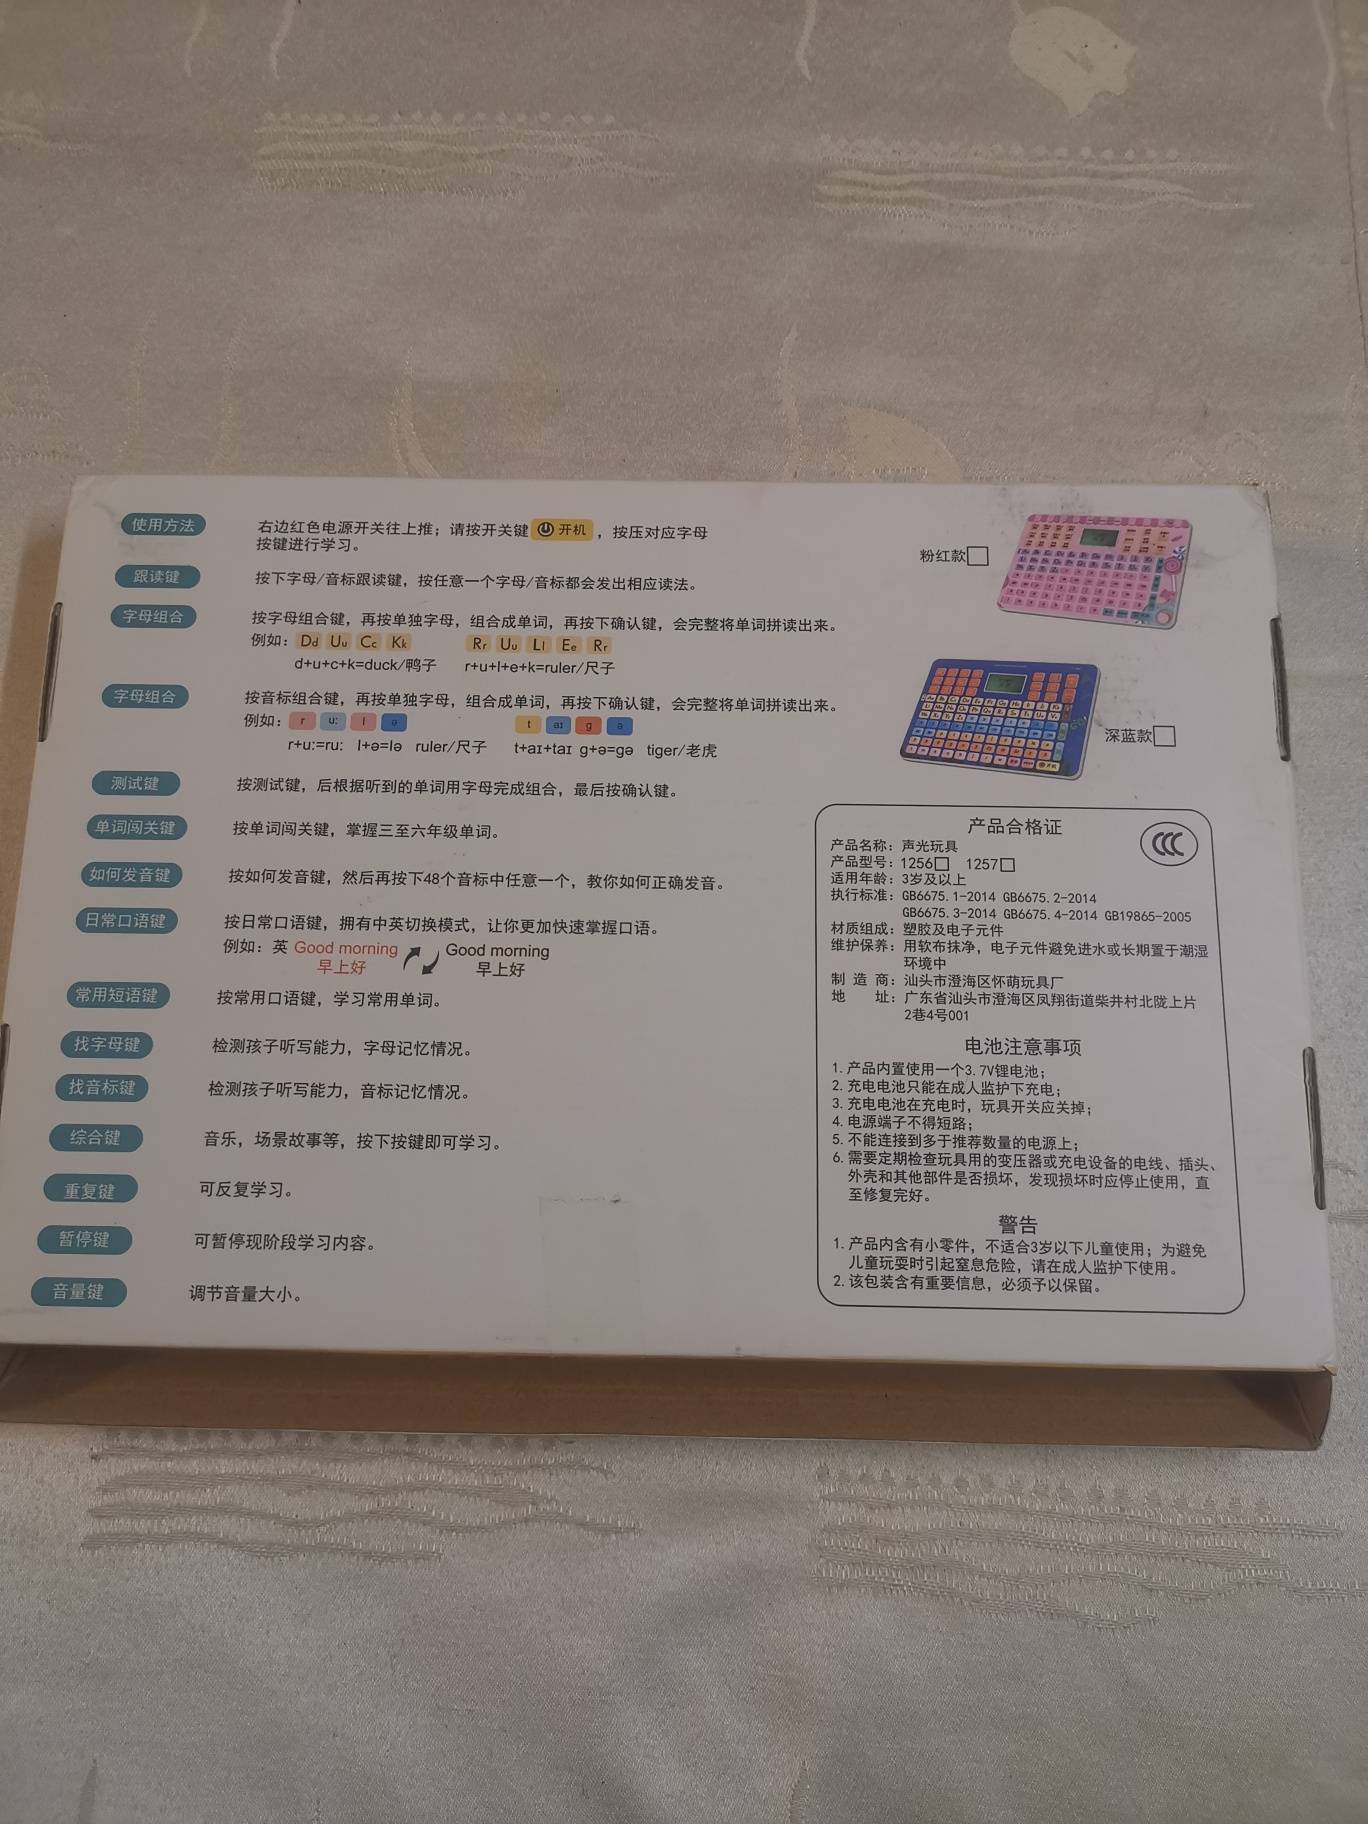 使用方法
右边红色电源开关往上推；请按开关键 开机 ，按压对应字母
按键进行学习。
跟读键
按下字母/音标跟读键，按任意一个字母/音标都会发出相应读法。
字母组合
按字母组合键，再按单独字母，组合成单词，再按下确认键，会完整将单词拼读出来。
例如：Dd Uu Cc Kk Rr Uu Ll Ee Rr
d+u+c+k=duck/鸭子 r+u+l+e+k=ruler/尺子
字母组合
按音标组合键，再按单独字母，组合成单词，再按下确认键，会完整将单词拼读出来。
例如： r u: l ə t aɪ g ə
r+u:=ru: l+ə=lə ruler/尺子 t+aɪ+taɪ g+ə=gə tiger/老虎
测试键
按测试键，后根据听到的单词用字母完成组合，最后按确认键。
单词闯关键
按单词闯关键，掌握三至六年级单词。
如何发音键
按如何发音键，然后再按下48个音标中任意一个，教你如何正确发音。
日常口语键
按日常口语键，拥有中英切换模式，让你更加快速掌握口语。
例如：英 Good morning Good morning
早上好 早上好
常用短语键
按常用口语键，学习常用单词。
找字母键
检测孩子听写能力，字母记忆情况。
找音标键
检测孩子听写能力，音标记忆情况。
综合键
音乐，场景故事等，按下按键即可学习。
重复键
可反复学习。
暂停键
可暂停现阶段学习内容。
音量键
调节音量大小。
粉红款□
深蓝款□
产品合格证
CCC
产品名称：声光玩具
产品型号：1256□ 1257□
适用年龄：3岁及以上
执行标准：GB6675.1-2014 GB6675.2-2014
GB6675.3-2014 GB6675.4-2014 GB19865-2005
材质组成：塑胶及电子元件
维护保养：用软布抹净，电子元件避免进水或长期置于潮湿
环境中
制 造 商：汕头市澄海区怀萌玩具厂
地 址：广东省汕头市澄海区凤翔街道柴井村北陇上片
2巷4号001
电池注意事项
1.产品内置使用一个3.7V锂电池；
2.充电电池只能在成人监护下充电；
3.充电电池在充电时，玩具开关应关掉；
4.电源端子不得短路；
5.不能连接到多于推荐数量的电源上；
6.需要定期检查玩具用的变压器或充电设备的电线、插头、
外壳和其他部件是否损坏，发现损坏时应停止使用，直
至修复完好。
警告
1.产品内含有小零件，不适合3岁以下儿童使用；为避免
儿童玩耍时引起窒息危险，请在成人监护下使用。
2.该包装含有重要信息，必须予以保留。